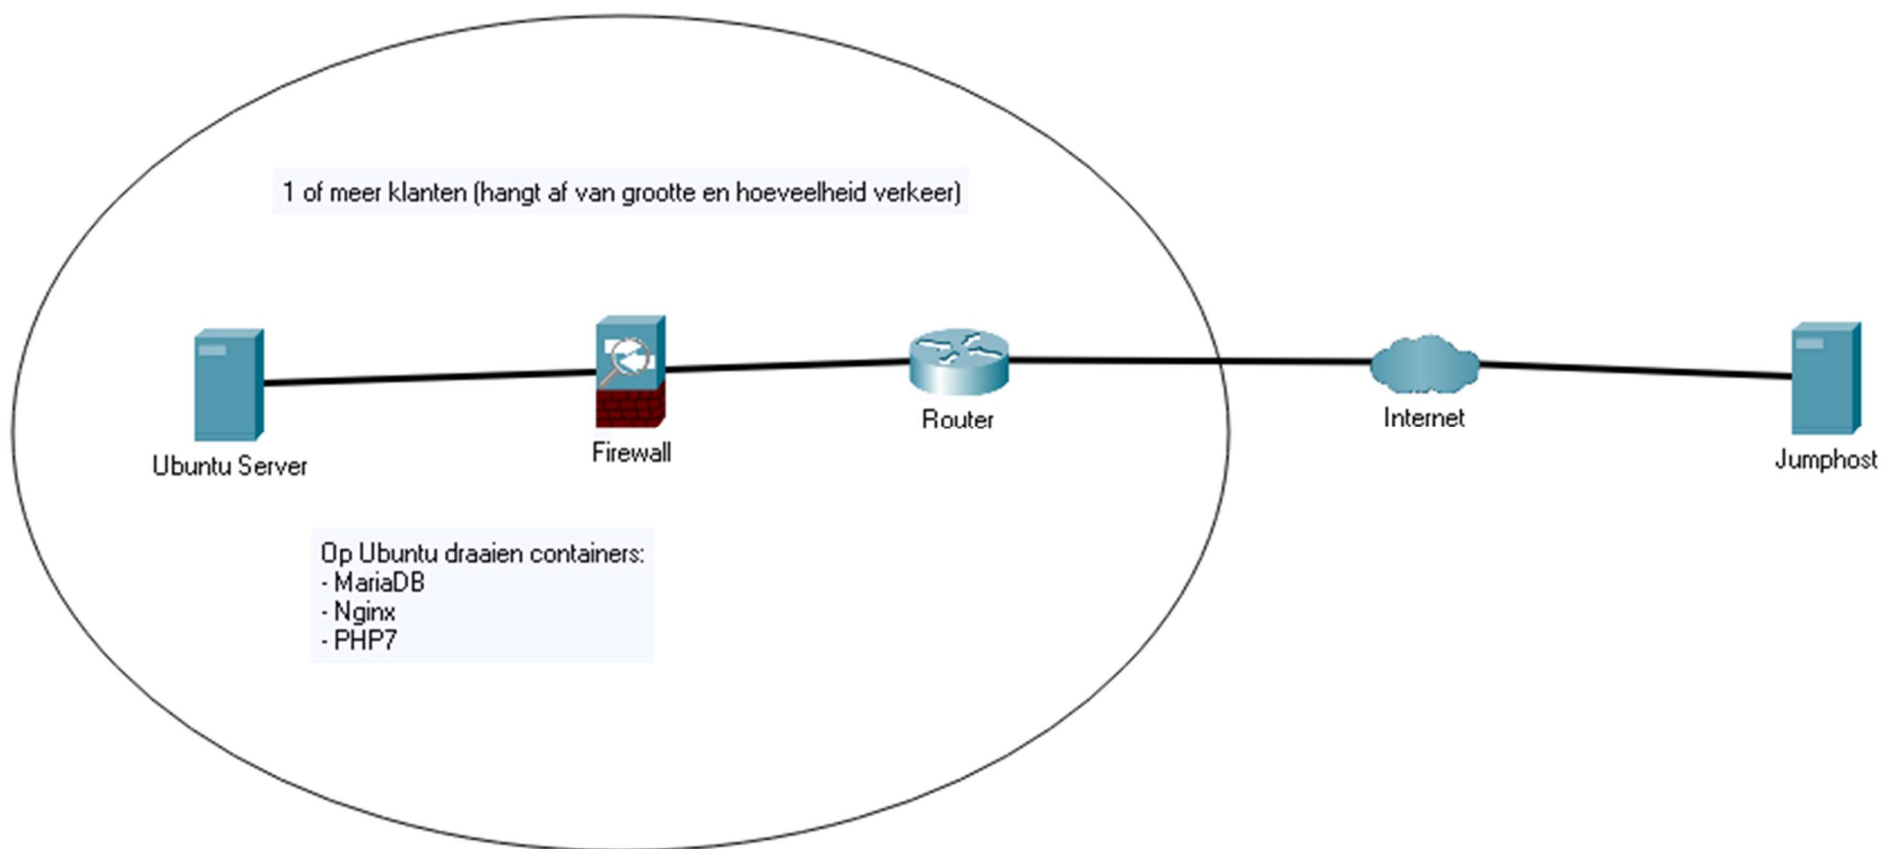 1 of meer klanten (hangt af van grootte en hoeveelheid verkeer)
Ubuntu Server
Firewall
Router
Internet
Jumphost
Op Ubuntu draaien containers:
- MariaDB
- Nginx
- PHP7